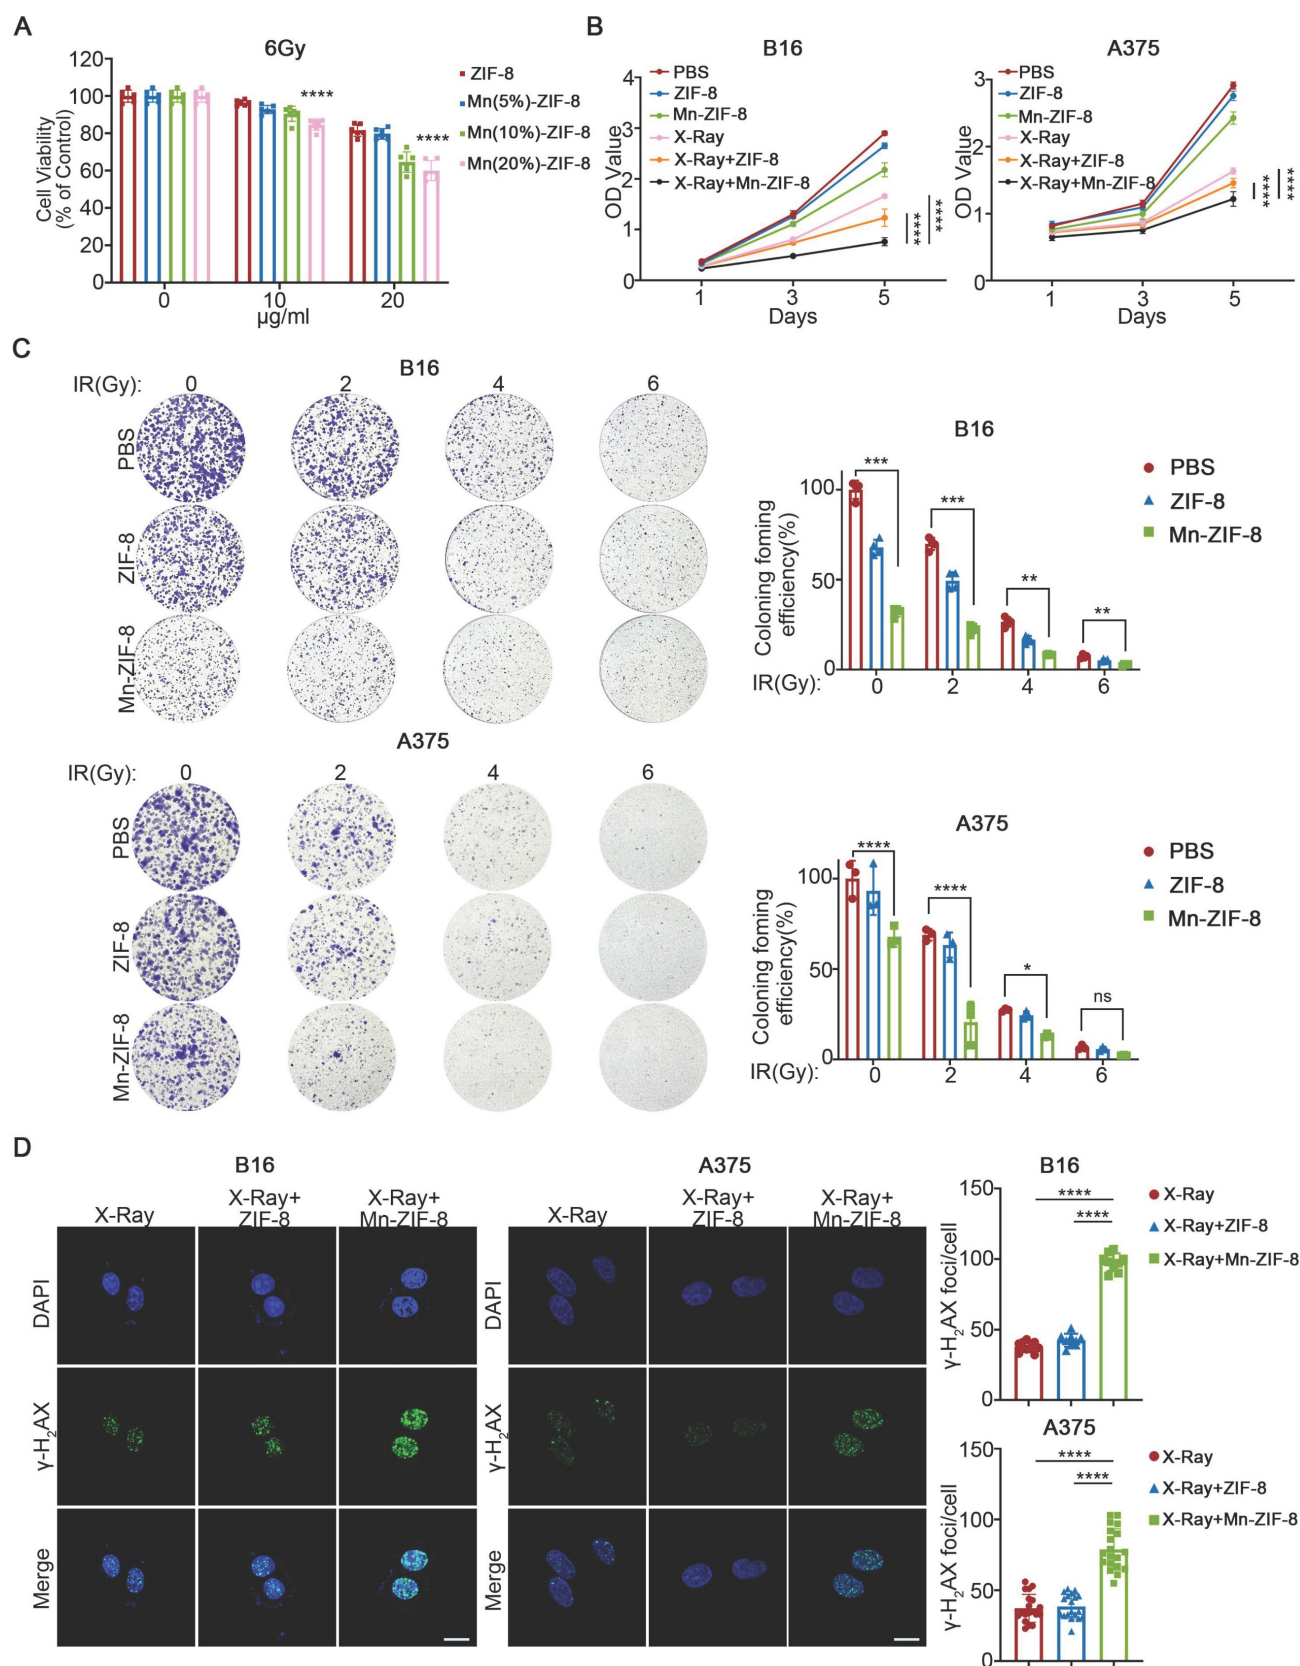 A
6Gy
Cell Viability
(% of Control)
120
100
80
60
40
20
0
****
****
0
10
20
μg/ml
ZIF-8
Mn(5%)-ZIF-8
Mn(10%)-ZIF-8
Mn(20%)-ZIF-8
B
B16
OD Value
4
3
2
1
0
PBS
ZIF-8
Mn-ZIF-8
X-Ray
X-Ray+ZIF-8
X-Ray+Mn-ZIF-8
****
****
1
3
5
Days
A375
OD Value
3
2
1
0
PBS
ZIF-8
Mn-ZIF-8
X-Ray
X-Ray+ZIF-8
X-Ray+Mn-ZIF-8
****
****
1
3
5
Days
C
B16
IR(Gy):
0
2
4
6
PBS
ZIF-8
Mn-ZIF-8
B16
Coloning foming
efficiency(%)
100
50
0
***
***
**
**
IR(Gy):
0
2
4
6
PBS
ZIF-8
Mn-ZIF-8
A375
IR(Gy):
0
2
4
6
PBS
ZIF-8
Mn-ZIF-8
A375
Coloning foming
efficiency(%)
100
50
0
****
****
*
ns
IR(Gy):
0
2
4
6
PBS
ZIF-8
Mn-ZIF-8
D
B16
X-Ray
X-Ray+
ZIF-8
X-Ray+
Mn-ZIF-8
DAPI
γ-H₂AX
Merge
A375
X-Ray
X-Ray+
ZIF-8
X-Ray+
Mn-ZIF-8
DAPI
γ-H₂AX
Merge
B16
γ-H₂AX foci/cell
150
100
50
0
****
****
X-Ray
X-Ray+ZIF-8
X-Ray+Mn-ZIF-8
A375
γ-H₂AX foci/cell
150
100
50
0
****
****
X-Ray
X-Ray+ZIF-8
X-Ray+Mn-ZIF-8